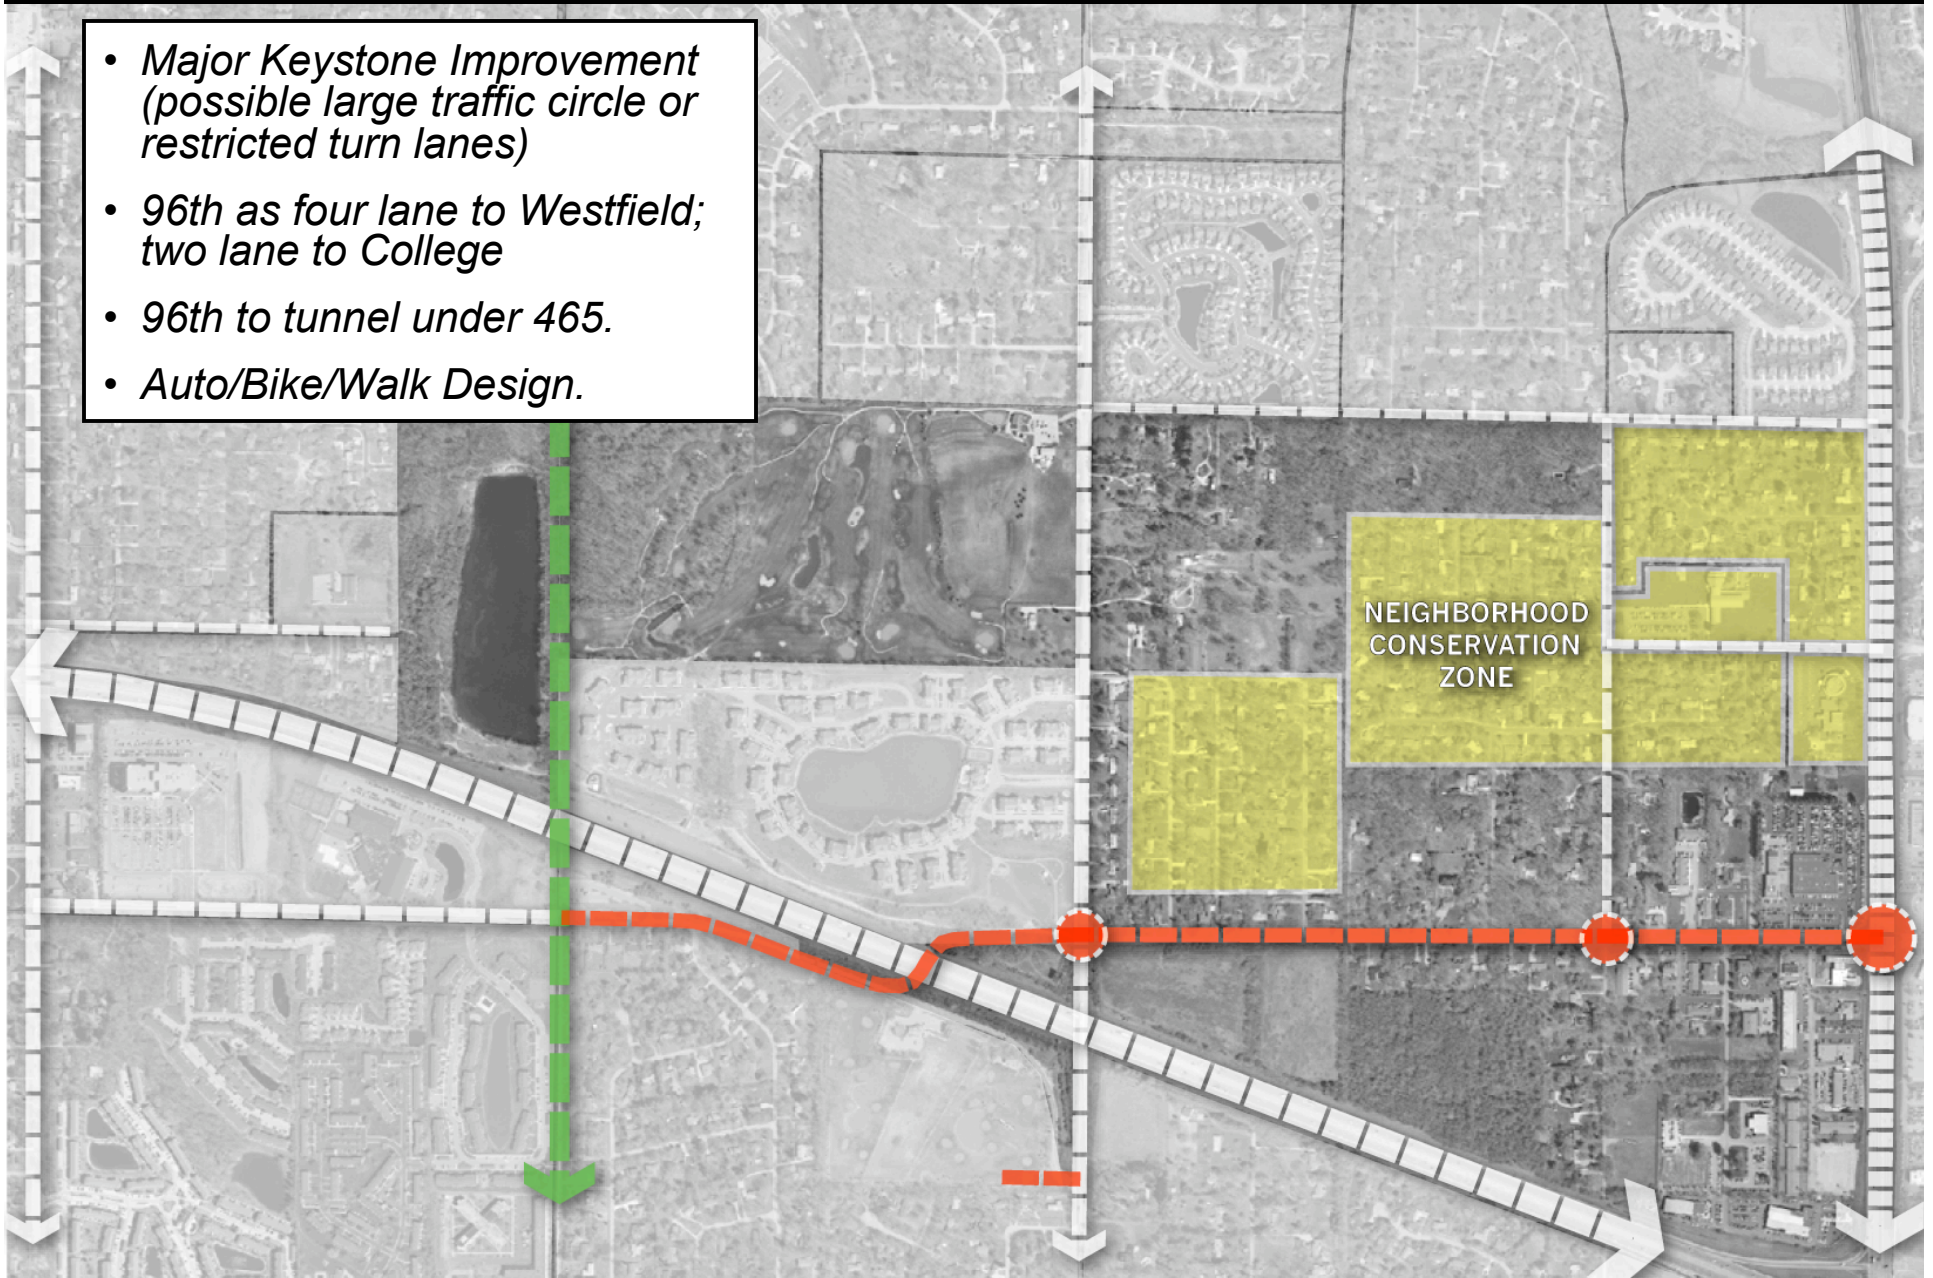 • Major Keystone Improvement
(possible large traffic circle or
restricted turn lanes)
• 96th as four lane to Westfield;
two lane to College
• 96th to tunnel under 465.
• Auto/Bike/Walk Design.
NEIGHBORHOOD
CONSERVATION
ZONE